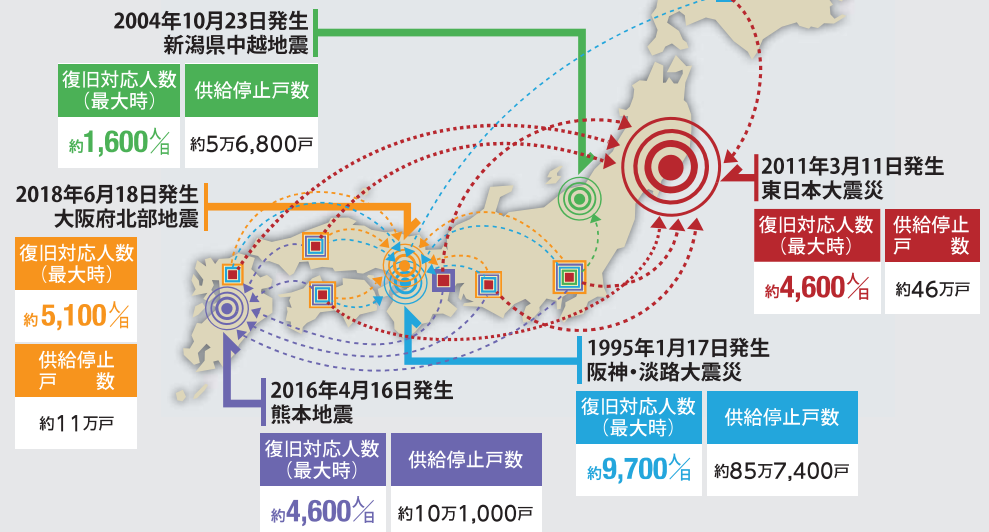 2004年10月23日発生
新潟県中越地震
復旧対応人数
（最大時）
供給停止戸数
約1,600人/日
約5万6,800戸
2018年6月18日発生
大阪府北部地震
復旧対応人数
（最大時）
約5,100人/日
供給停止
戸　　数
約11万戸
2011年3月11日発生
東日本大震災
復旧対応人数
（最大時）
供給停止
戸　　数
約4,600人/日
約46万戸
1995年1月17日発生
阪神・淡路大震災
復旧対応人数
（最大時）
供給停止戸数
約9,700人/日
約85万7,400戸
2016年4月16日発生
熊本地震
復旧対応人数
（最大時）
供給停止戸数
約4,600人/日
約10万1,000戸